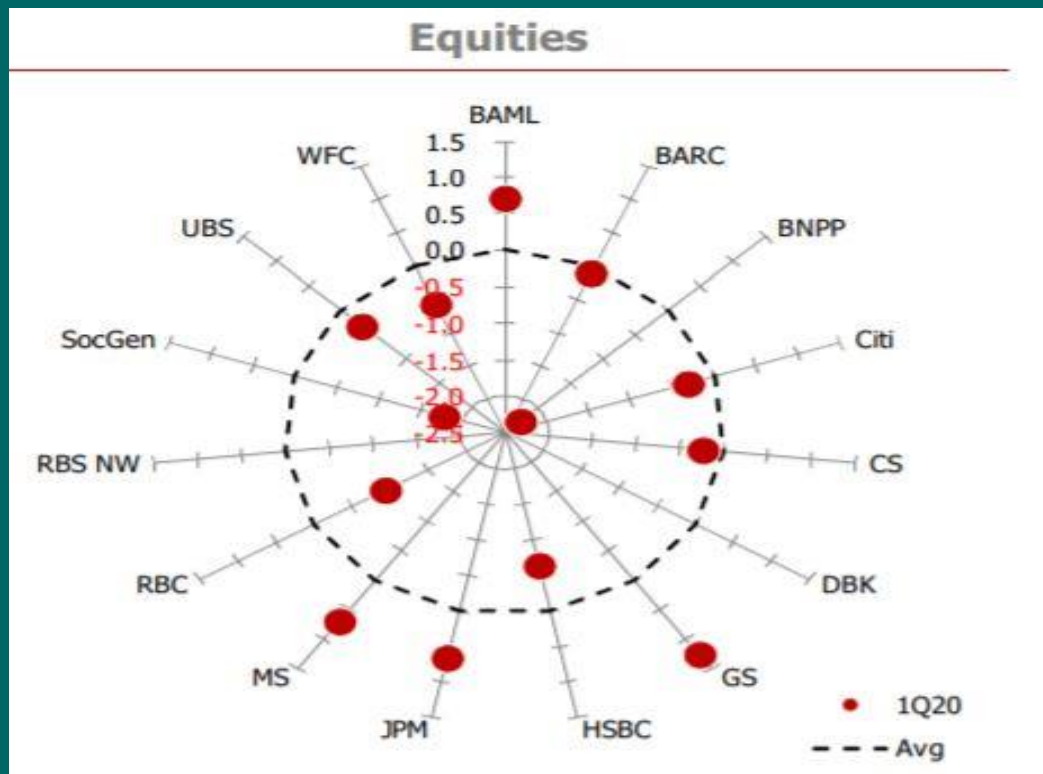 Equities
BAML
WFC
1.5
BARC
1.0
UBS
0.5
BNPP
0.0
-0.5
SocGen
-1.0
Citi
-1.5
-2.0
-2.5
RBS NW
CS
RBC
DBK
MS
GS
JPM
HSBC
1Q20
Avg